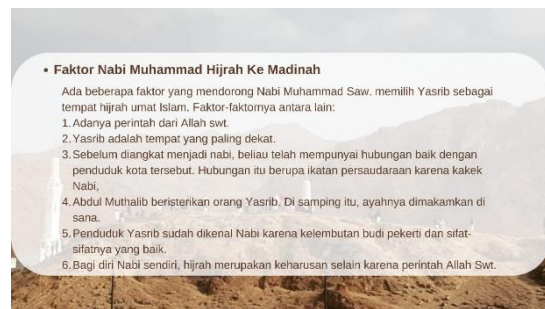 • Faktor Nabi Muhammad Hijrah Ke Madinah
Ada beberapa faktor yang mendorong Nabi Muhammad Saw. memilih Yasrib sebagai
tempat hijrah umat Islam. Faktor-faktornya antara lain:
1. Adanya perintah dari Allah swt.
2. Yasrib adalah tempat yang paling dekat.
3. Sebelum diangkat menjadi nabi, beliau telah mempunyai hubungan baik dengan
penduduk kota tersebut. Hubungan itu berupa ikatan persaudaraan karena kakek
Nabi,
4. Abdul Muthalib beristerikan orang Yasrib. Di samping itu, ayahnya dimakamkan di
sana.
5. Penduduk Yasrib sudah dikenal Nabi karena kelembutan budi pekerti dan sifat-
sifatnya yang baik.
6. Bagi diri Nabi sendiri, hijrah merupakan keharusan selain karena perintah Allah Swt.